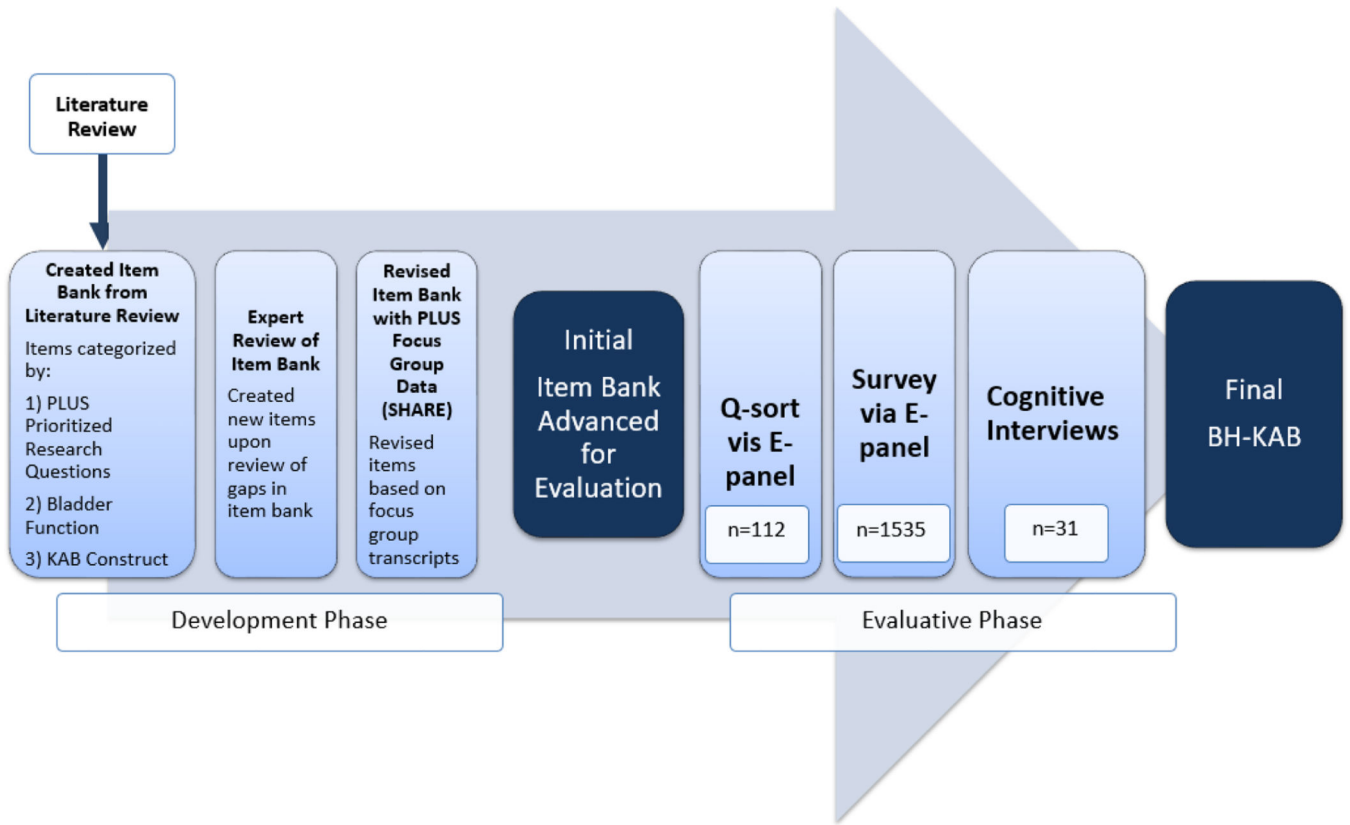 Literature
Review
Created Item
Bank from
Literature Review
Items categorized
by:
1) PLUS
Prioritized
Research
Questions
2) Bladder
Function
3) KAB Construct
Expert
Review of
Item Bank
Created
new items
upon
review of
gaps in
item bank
Revised
Item Bank
with PLUS
Focus
Group
Data
(SHARE)
Revised
items
based on
focus
group
transcripts
Development Phase
Initial
Item Bank
Advanced
for
Evaluation
Q-sort
vis E-
panel
n=112
Survey
via E-
panel
n=1535
Cognitive
Interviews
n=31
Evaluative Phase
Final
BH-KAB